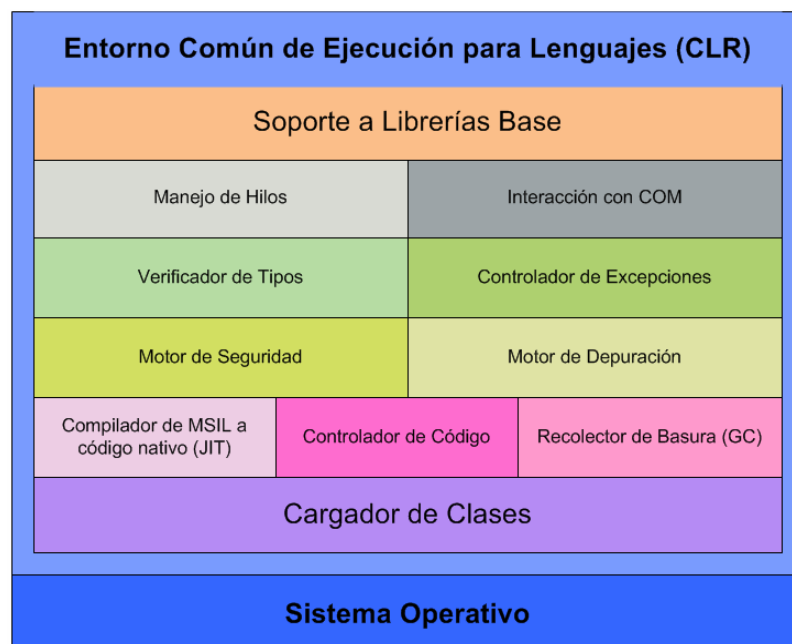 Entorno Común de Ejecución para Lenguajes (CLR)
Soporte a Librerías Base
Manejo de Hilos
Interacción con COM
Verificador de Tipos
Controlador de Excepciones
Motor de Seguridad
Motor de Depuración
Compilador de MSIL a
código nativo (JIT)
Controlador de Código
Recolector de Basura (GC)
Cargador de Clases
Sistema Operativo